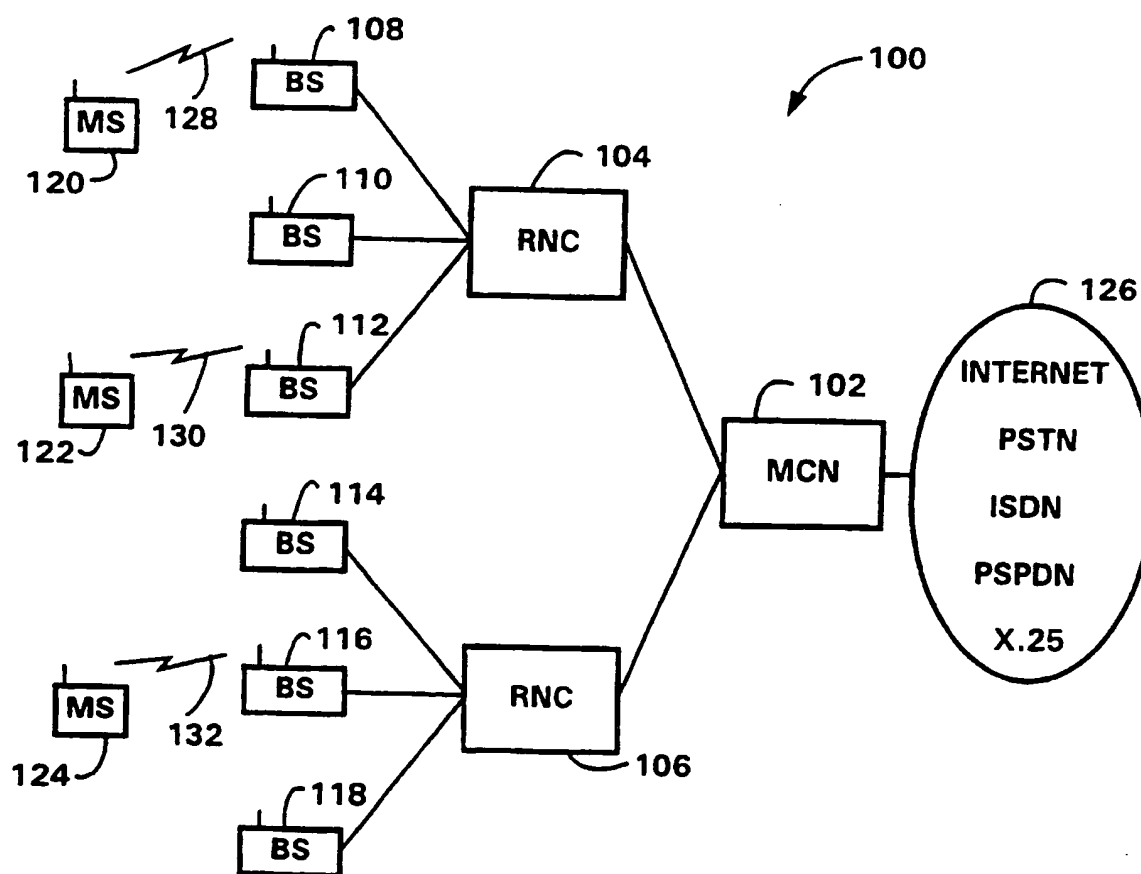 108
100
BS
128
MS
120
104
110
BS
RNC
126
112
INTERNET
BS
102
MS
130
122
PSTN
MCN
114
ISDN
BS
PSPDN
116
X.25
BS
RNC
MS
132
124
106
118
BS